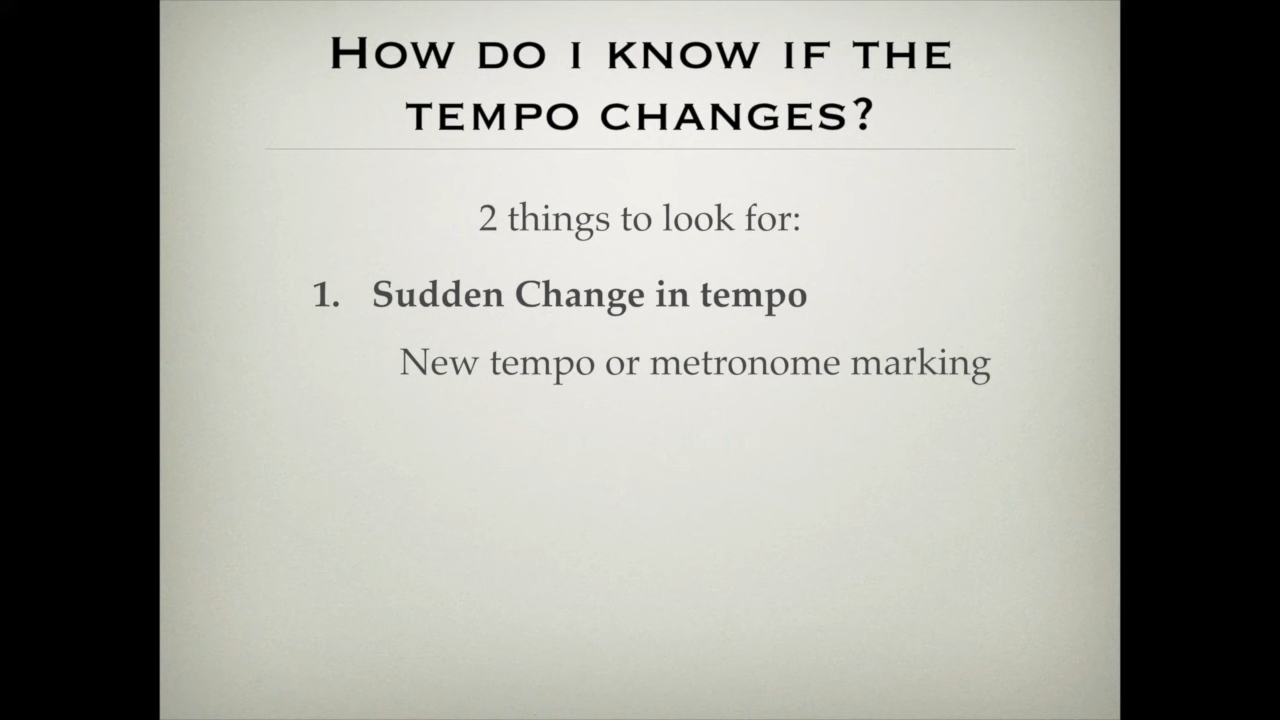 How do i know if the
tempo changes?
2 things to look for:
1. Sudden Change in tempo
New tempo or metronome marking